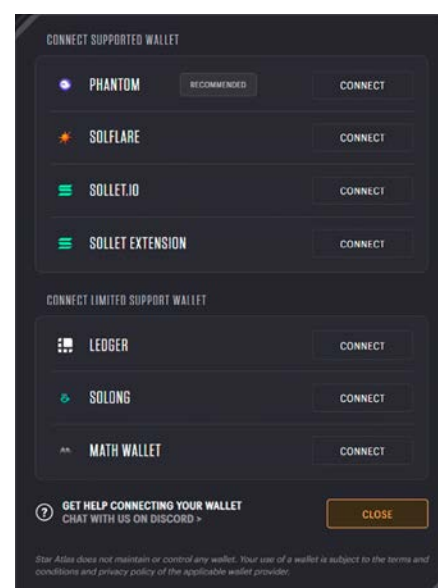 CONNECT SUPPORTED WALLET
PHANTOM RECOMMENDED CONNECT
SOLFLARE CONNECT
SOLLET.IO CONNECT
SOLLET EXTENSION CONNECT
CONNECT LIMITED SUPPORT WALLET
LEDGER CONNECT
SOLONG CONNECT
MATH WALLET CONNECT
GET HELP CONNECTING YOUR WALLET
CHAT WITH US ON DISCORD >
CLOSE
Star Atlas does not maintain or control any wallet. Your use of a wallet is subject to the terms and
conditions and privacy policy of the applicable wallet provider.